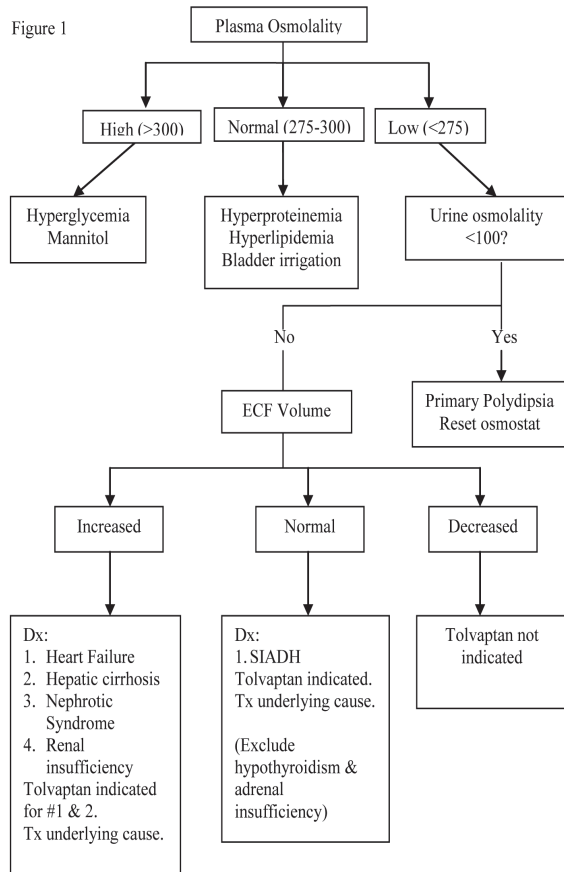 Figure 1
Plasma Osmolality
High (>300)
Normal (275-300)
Low (<275)
Hyperglycemia
Mannitol
Hyperproteinemia
Hyperlipidemia
Bladder irrigation
Urine osmolality
<100?
No
Yes
ECF Volume
Primary Polydipsia
Reset osmostat
Increased
Normal
Decreased
Dx:
1. Heart Failure
2. Hepatic cirrhosis
3. Nephrotic
Syndrome
4. Renal
insufficiency
Tolvaptan indicated
for #1 & 2.
Tx underlying cause.
Dx:
1. SIADH
Tolvaptan indicated.
Tx underlying cause.
(Exclude
hypothyroidism &
adrenal
insufficiency)
Tolvaptan not
indicated